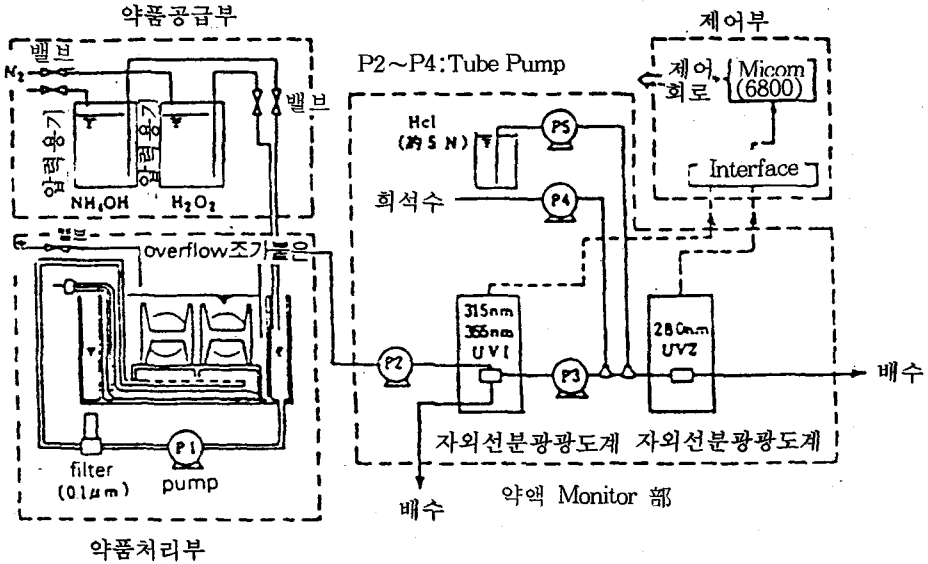 약품공급부
밸브
N₂
밸브
압력용기
압력용기
NH₄OH
H₂O₂
P2~P4:Tube Pump
제어부
제어
회로
Micom
(6800)
Interface
Hcl
P5
희석수
P4
밸브
overflow조가붙은
P1
filter
(0.1μm)
pump
약품처리부
P2
315nm
355nm
UV1
P3
UV2
배수
자외선분광광도계
자외선분광광도계
배수
약액 Monitor 部